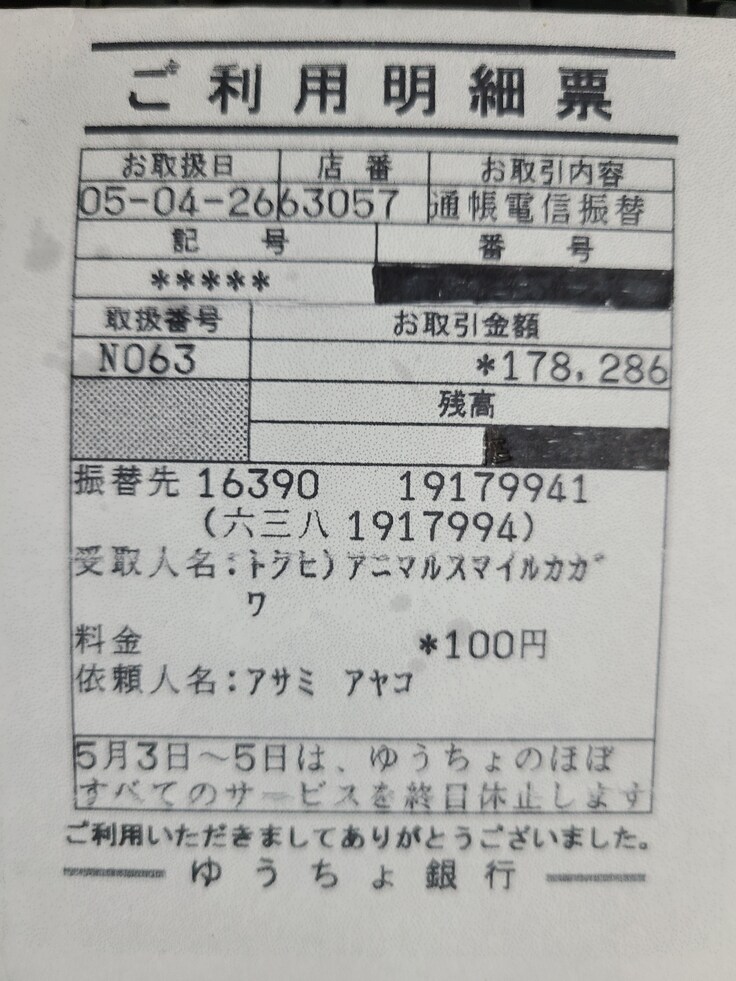 ご利用明細票
お取扱日 店番 お取引内容
05-04-26 63057 通帳電信振替
記号 番号
*****
取扱番号 お取引金額
N063 *178,286
残高
振替先 16390 19179941
(六三八 1917994)
受取人名:トクヒ)アニマルスマイルカガ
ワ
料金 *100円
依頼人名:アサミ アヤコ
5月3日~5日は、ゆうちょのほぼ
すべてのサービスを終日休止します
ご利用いただきましてありがとうございました。
ゆうちょ銀行